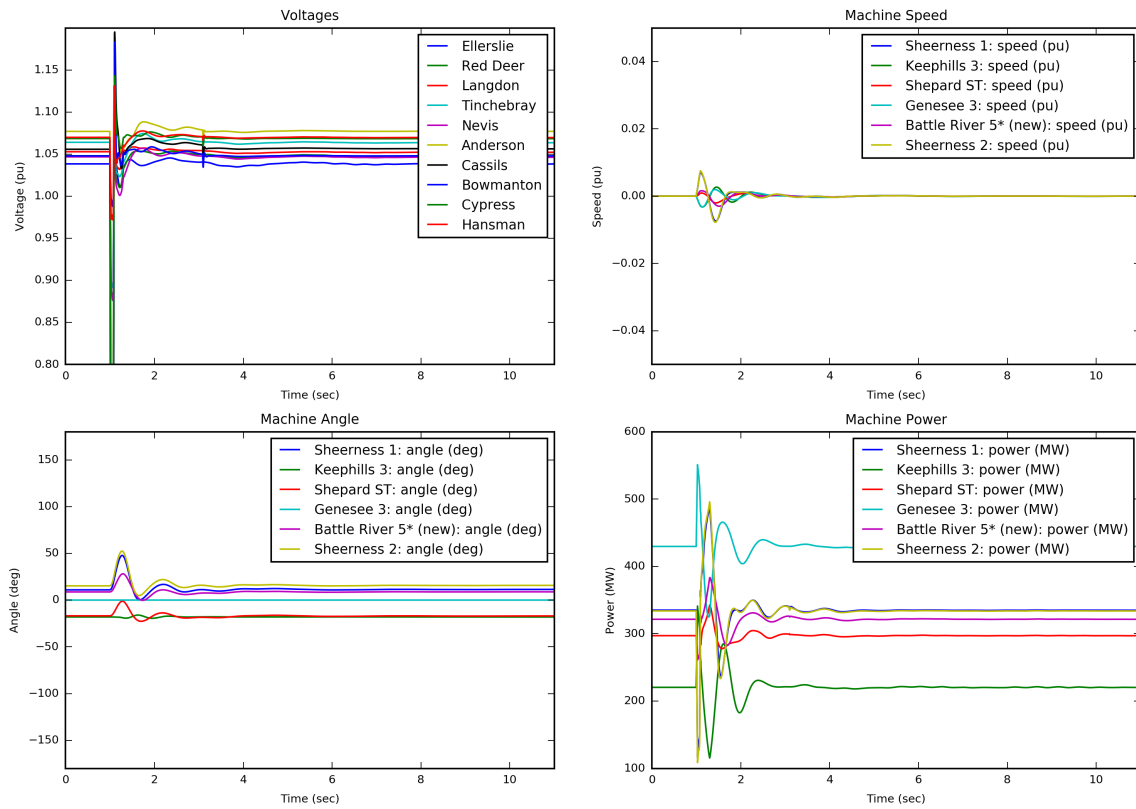 Voltages
1.15
1.10
1.05
1.00
0.95
0.90
0.85
0.80
Voltage (pu)
0 2 4 6 8 10
Time (sec)
Ellerslie
Red Deer
Langdon
Tinchebray
Nevis
Anderson
Cassils
Bowmanton
Cypress
Hansman
Machine Speed
0.04
0.02
0.00
−0.02
−0.04
Speed (pu)
0 2 4 6 8 10
Time (sec)
Sheerness 1: speed (pu)
Keephills 3: speed (pu)
Shepard ST: speed (pu)
Genesee 3: speed (pu)
Battle River 5* (new): speed (pu)
Sheerness 2: speed (pu)
Machine Angle
150
100
50
0
−50
−100
−150
Angle (deg)
0 2 4 6 8 10
Time (sec)
Sheerness 1: angle (deg)
Keephills 3: angle (deg)
Shepard ST: angle (deg)
Genesee 3: angle (deg)
Battle River 5* (new): angle (deg)
Sheerness 2: angle (deg)
Machine Power
600
500
400
300
200
100
Power (MW)
0 2 4 6 8 10
Time (sec)
Sheerness 1: power (MW)
Keephills 3: power (MW)
Shepard ST: power (MW)
Genesee 3: power (MW)
Battle River 5* (new): power (MW)
Sheerness 2: power (MW)